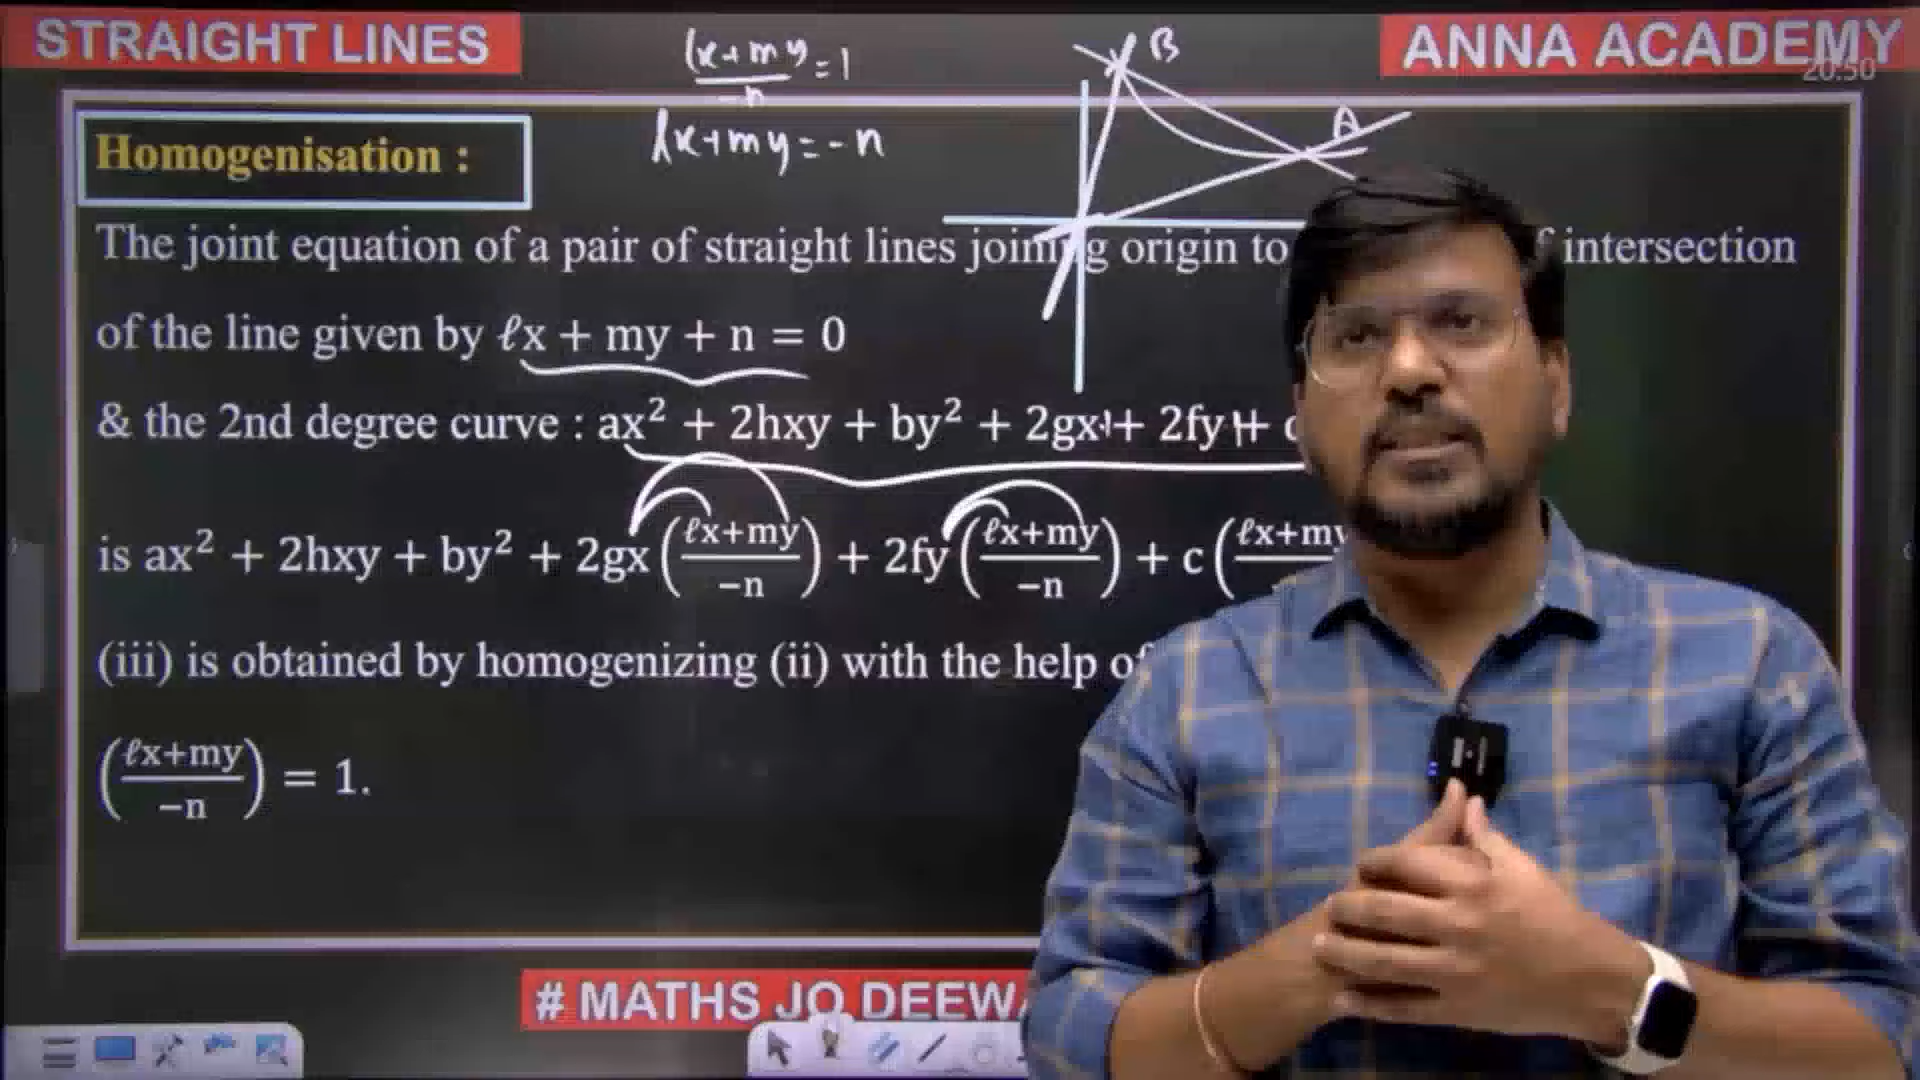 STRAIGHT LINES
ANNA ACADEMY
20:50
(x+my
-n
=1
lx+my=-n
B
A
Homogenisation :
The joint equation of a pair of straight lines joining origin to intersection
of the line given by ℓx + my + n = 0
& the 2nd degree curve : ax² + 2hxy + by² + 2gx + 2fy +
is ax² + 2hxy + by² + 2gx(ℓx+my/−n) + 2fy(ℓx+my/−n) + c(ℓx+my
(iii) is obtained by homogenizing (ii) with the help of
(ℓx+my/−n) = 1.
# MATHS JO